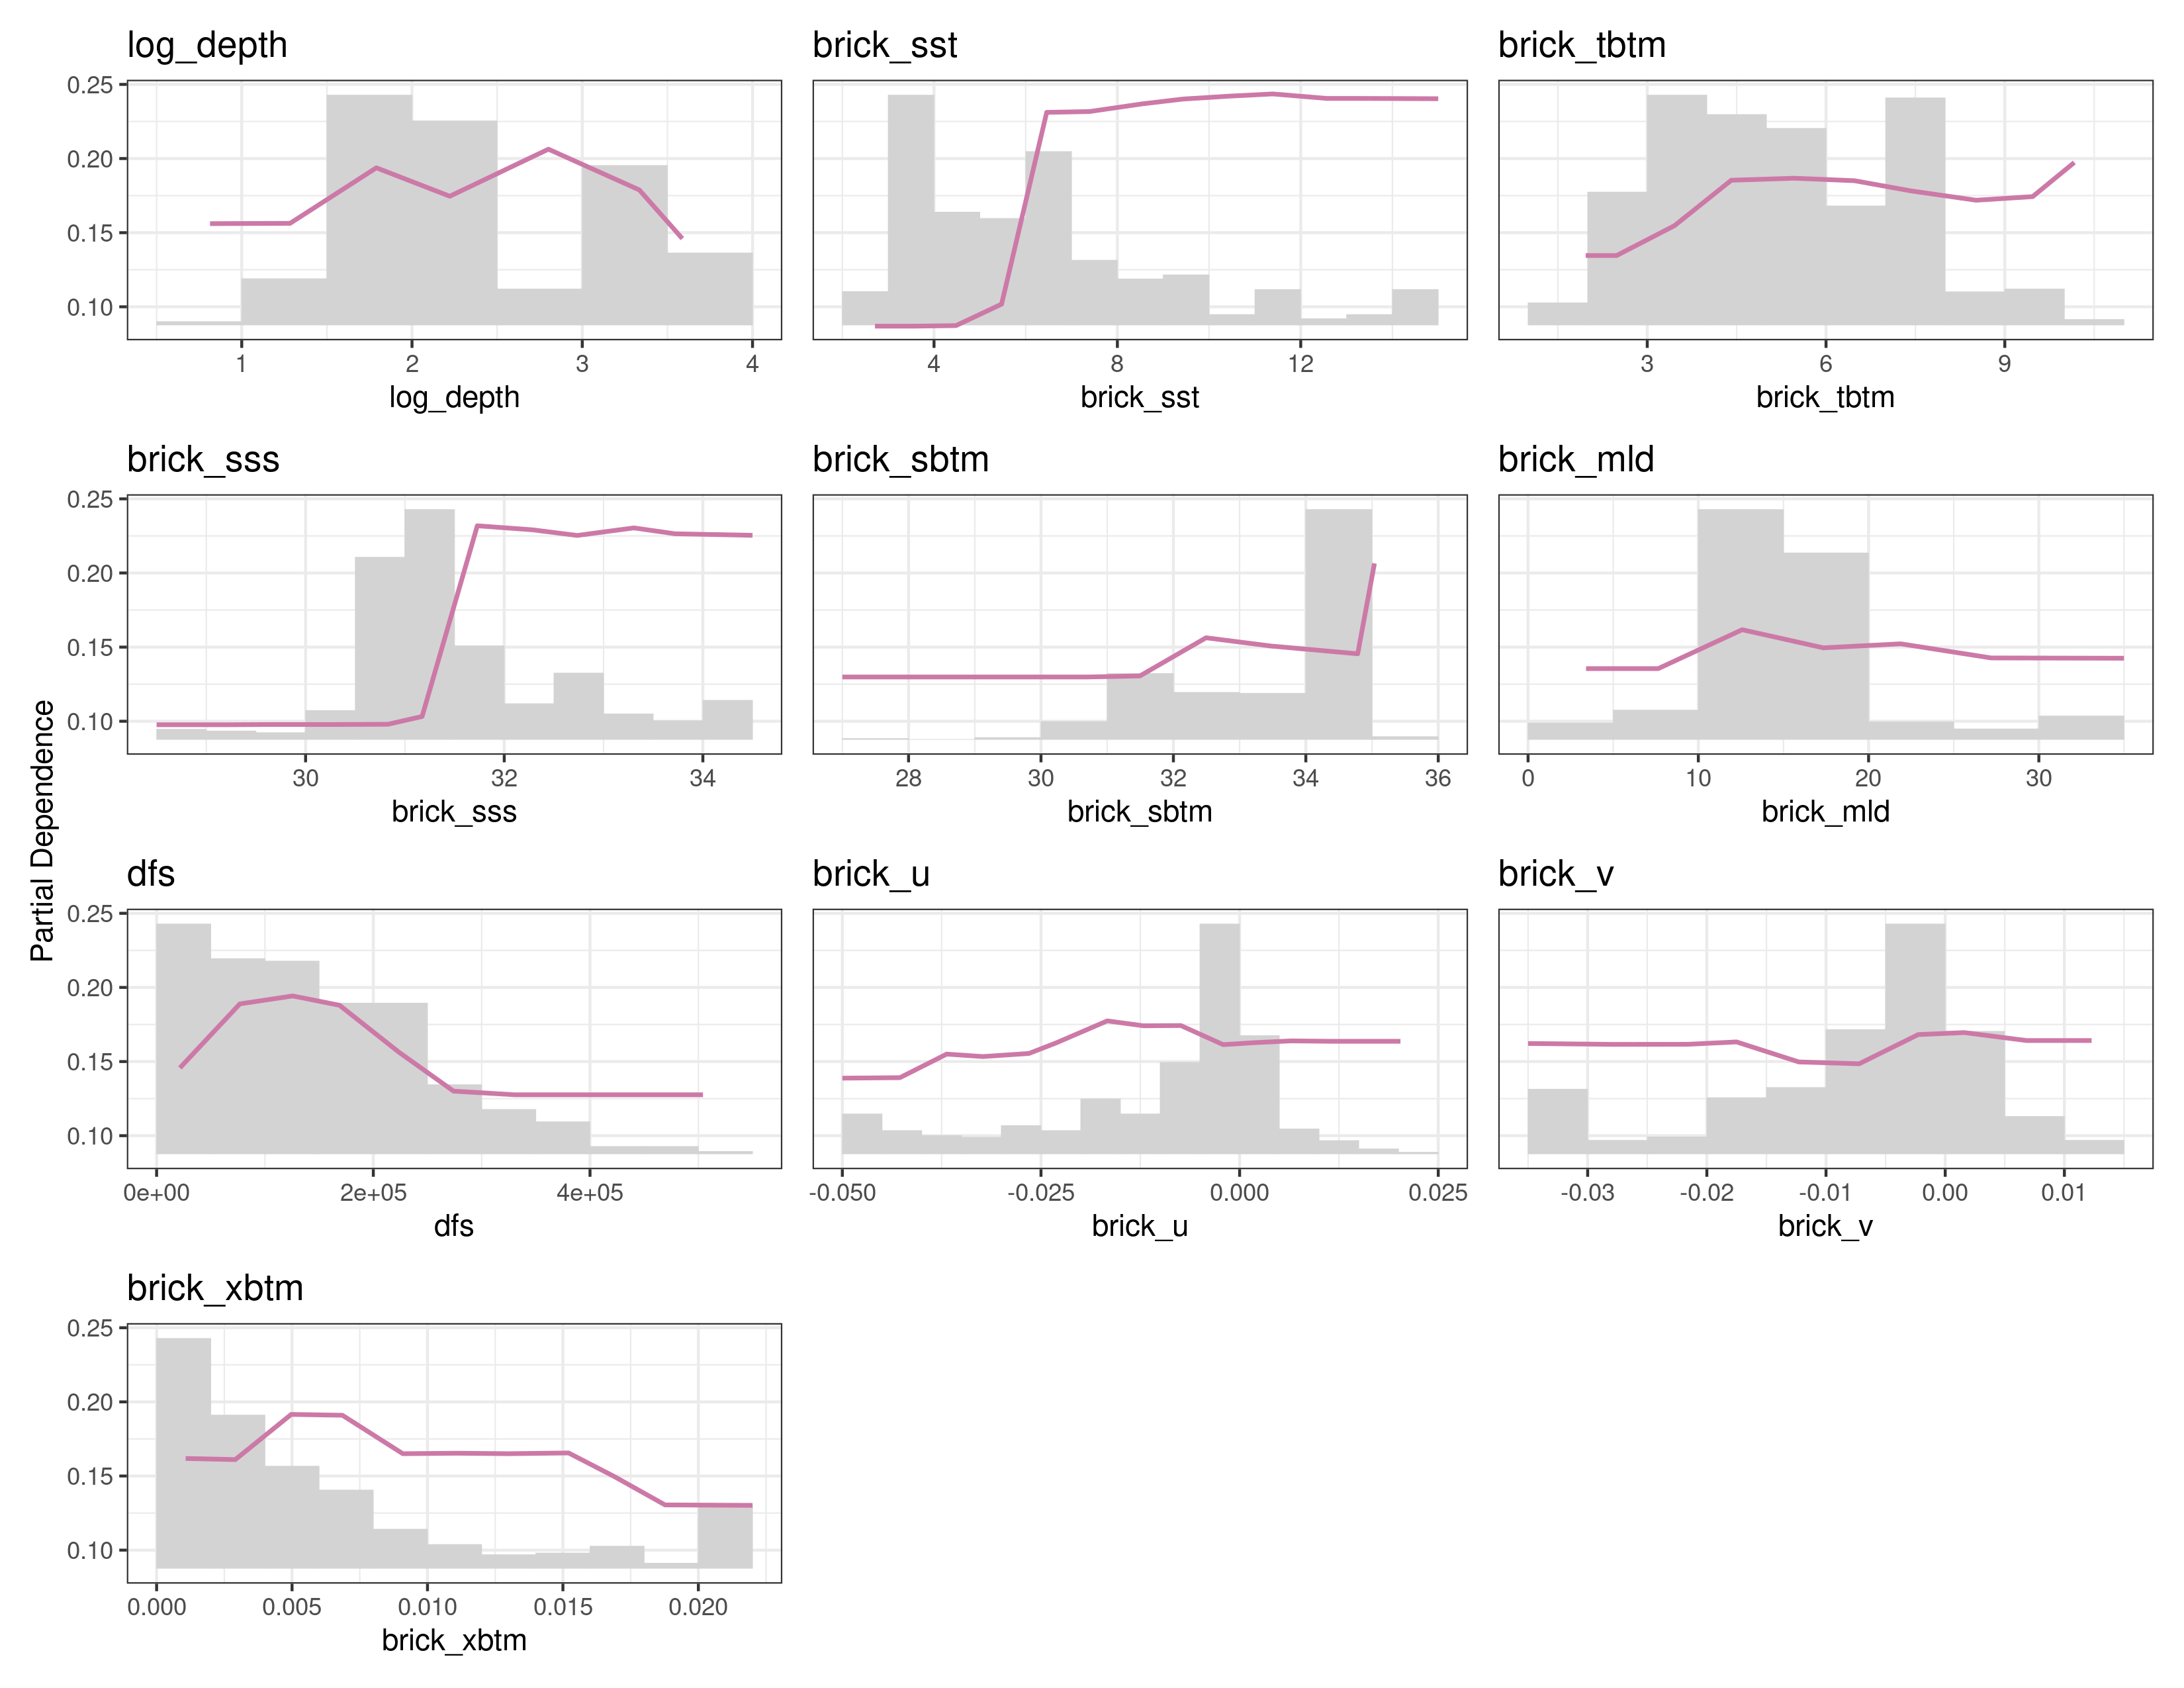 log_depth brick_sst brick_tbtm
0.25
0.20
0.15
0.10
1 2 3 4 4 8 12 3 6 9
log_depth brick_sst brick_tbtm
brick_sss brick_sbtm brick_mld
0.25
0.20
0.15
0.10
30 32 34 28 30 32 34 36 0 10 20 30
brick_sss brick_sbtm brick_mld
Partial Dependence
dfs brick_u brick_v
0.25
0.20
0.15
0.10
0e+00 2e+05 4e+05 -0.050 -0.025 0.000 0.025 -0.03 -0.02 -0.01 0.00 0.01
dfs brick_u brick_v
brick_xbtm
0.25
0.20
0.15
0.10
0.000 0.005 0.010 0.015 0.020
brick_xbtm